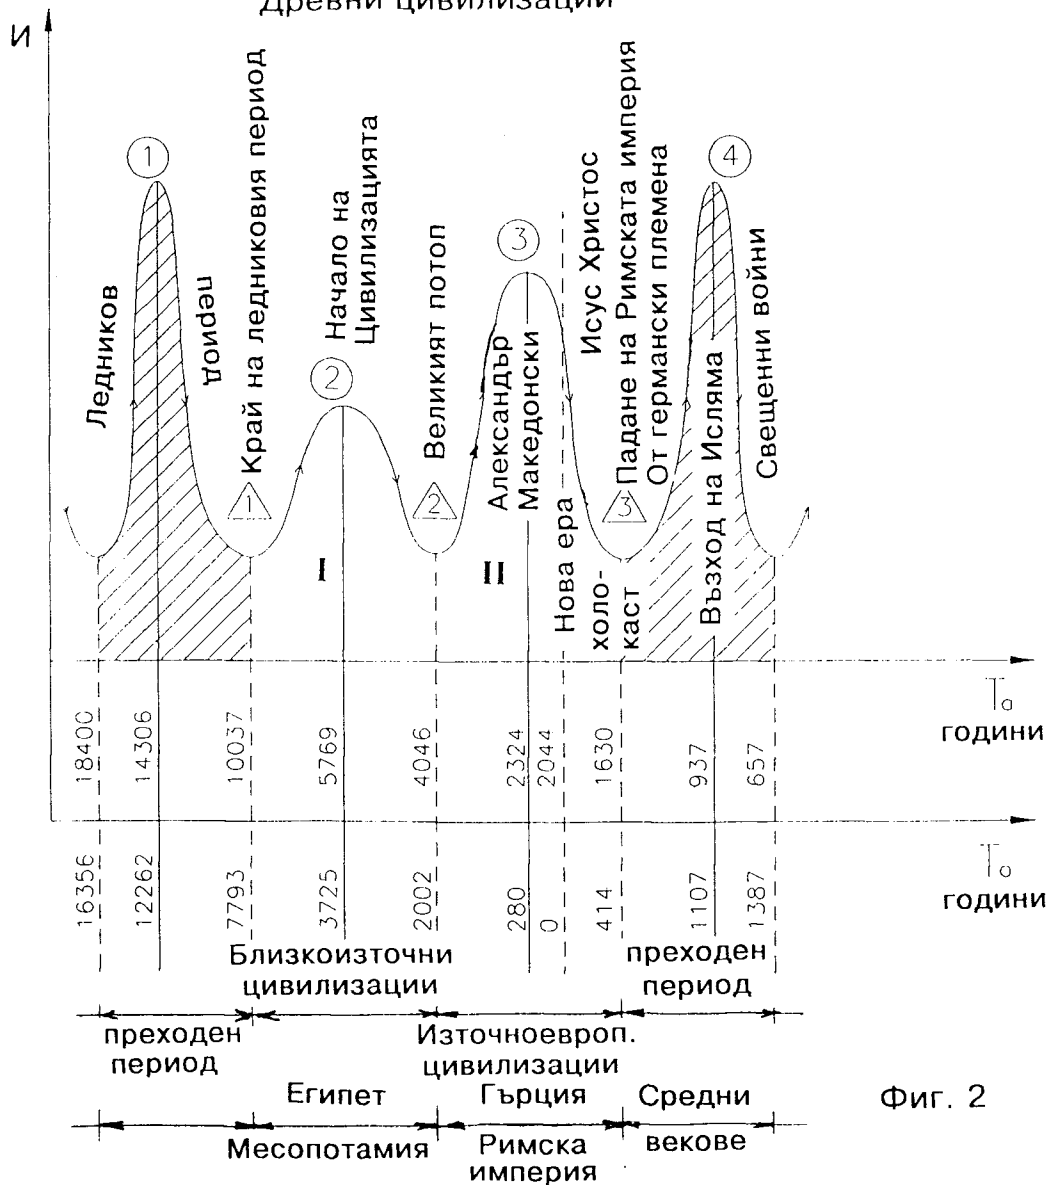 Древни цивилизации
И
1
2
3
4
Ледников
период
1
Край на ледниковия период
Начало на
Цивилизацията
2
Великият потоп
Александър
Македонски
Нова ера
Исус Христос
3
Падане на Римската империя
От германски племена
холо-
каст
Възход на Исляма
Свещенни войни
I
II
To
години
18400
14306
10037
5769
4046
2324
2044
1630
937
657
To
години
16356
12262
7793
3725
2002
280
0
414
1107
1387
Близкоизточни
цивилизации
преходен
период
преходен
период
Източноевроп.
цивилизации
Египет
Месопотамия
Гърция
Римска
империя
Средни
векове
Фиг. 2